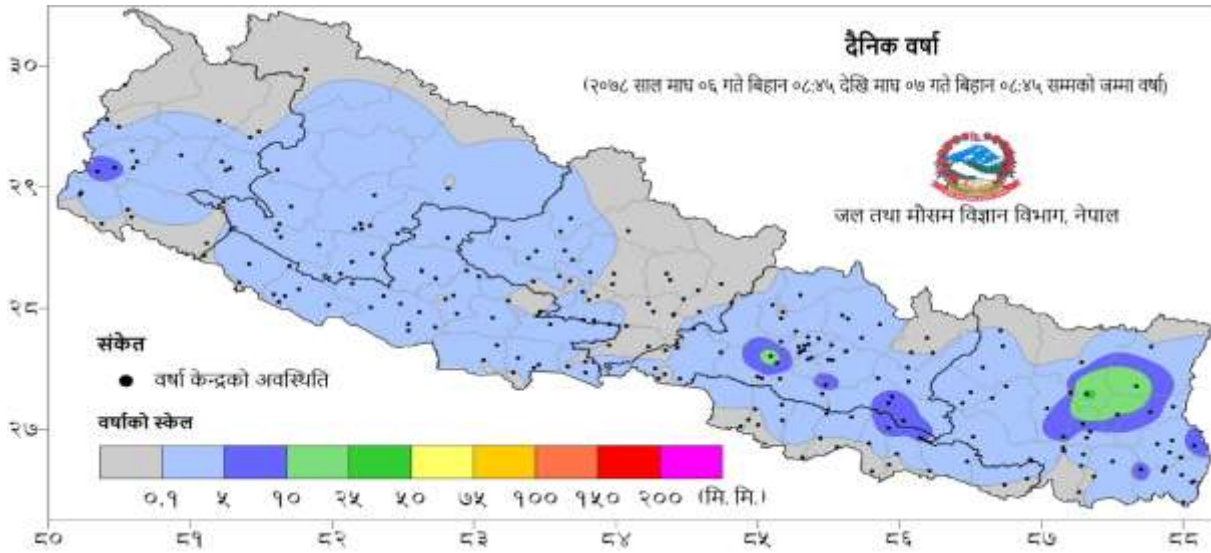 दैनिक वर्षा
(२०७८ साल माघ ०६ गते बिहान ०८:४५ देखि माघ ०७ गते बिहान ०८:४५ सम्मको जम्मा वर्षा)
जल तथा मौसम विज्ञान विभाग, नेपाल
३०
२९
२८
२७
संकेत
वर्षा केन्द्रको अवस्थिति
वर्षाको स्केल
०.१ ५ १० २५ ५० ७५ १०० १५० २०० (मि. मि.)
८० ८१ ८२ ८३ ८४ ८५ ८६ ८७ ८८